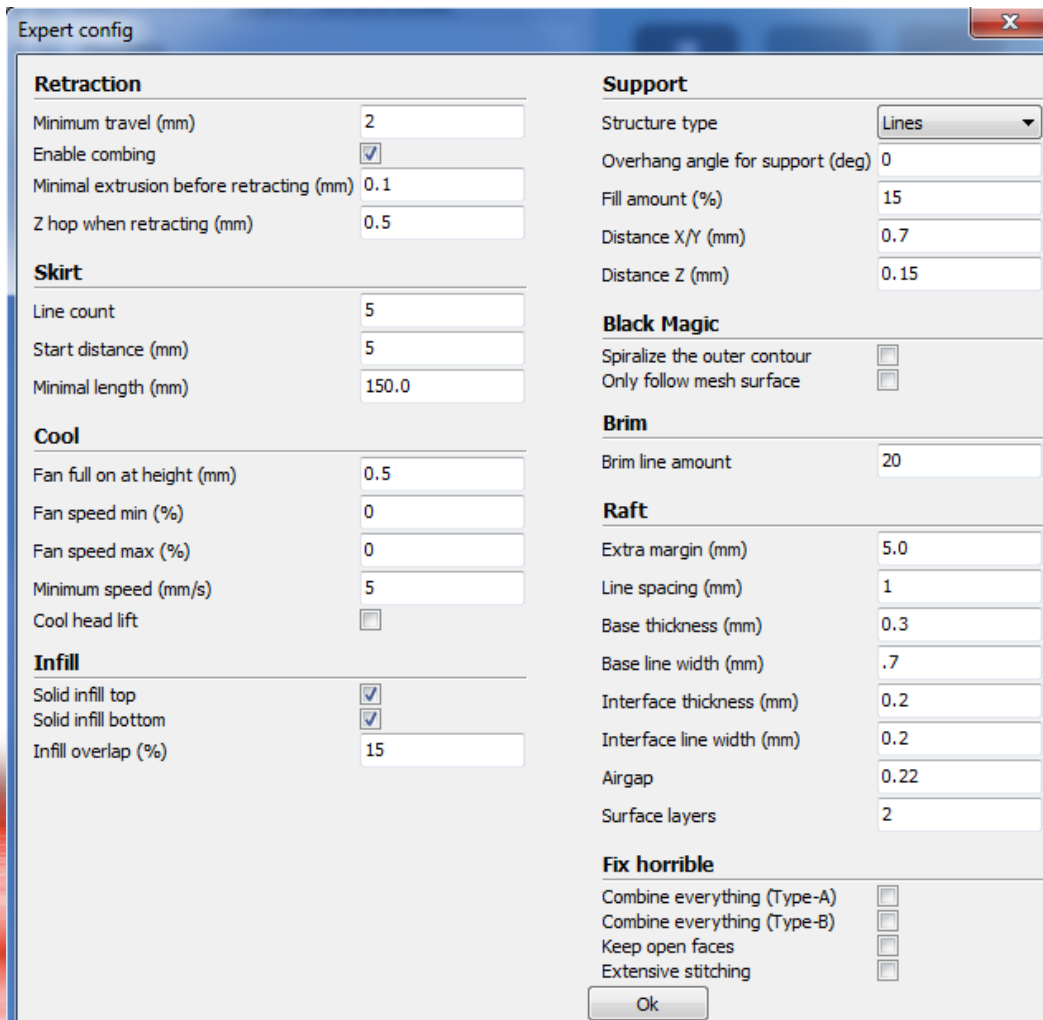 Expert config
Retraction
Minimum travel (mm) 2
Enable combing
Minimal extrusion before retracting (mm) 0.1
Z hop when retracting (mm) 0.5
Skirt
Line count 5
Start distance (mm) 5
Minimal length (mm) 150.0
Cool
Fan full on at height (mm) 0.5
Fan speed min (%) 0
Fan speed max (%) 0
Minimum speed (mm/s) 5
Cool head lift
Infill
Solid infill top
Solid infill bottom
Infill overlap (%) 15
Support
Structure type Lines
Overhang angle for support (deg) 0
Fill amount (%) 15
Distance X/Y (mm) 0.7
Distance Z (mm) 0.15
Black Magic
Spiralize the outer contour
Only follow mesh surface
Brim
Brim line amount 20
Raft
Extra margin (mm) 5.0
Line spacing (mm) 1
Base thickness (mm) 0.3
Base line width (mm) .7
Interface thickness (mm) 0.2
Interface line width (mm) 0.2
Airgap 0.22
Surface layers 2
Fix horrible
Combine everything (Type-A)
Combine everything (Type-B)
Keep open faces
Extensive stitching
Ok